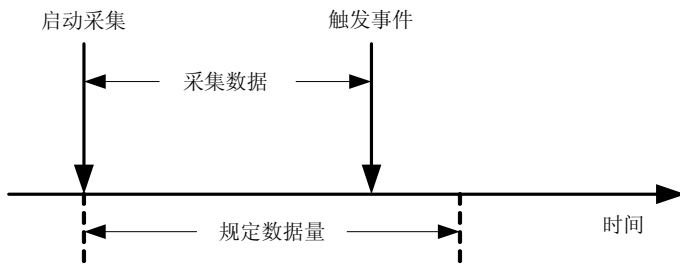 启动采集
触发事件
采集数据
规定数据量
时间